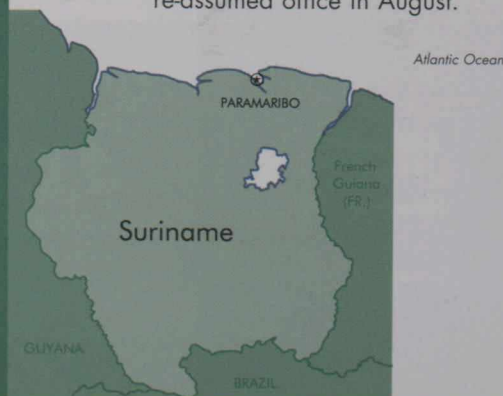 re-assumed office in August.
Atlantic Ocean
PARAMARIBO
French
Guiana
(FR.)
Suriname
GUYANA
BRAZIL